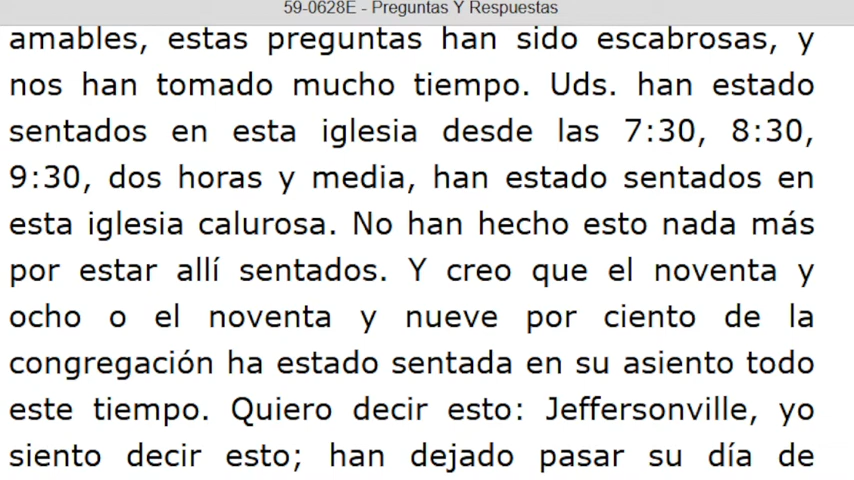 59-0628E - Preguntas Y Respuestas
amables, estas preguntas han sido escabrosas, y
nos han tomado mucho tiempo. Uds. han estado
sentados en esta iglesia desde las 7:30, 8:30,
9:30, dos horas y media, han estado sentados en
esta iglesia calurosa. No han hecho esto nada más
por estar allí sentados. Y creo que el noventa y
ocho o el noventa y nueve por ciento de la
congregación ha estado sentada en su asiento todo
este tiempo. Quiero decir esto: Jeffersonville, yo
siento decir esto; han dejado pasar su día de